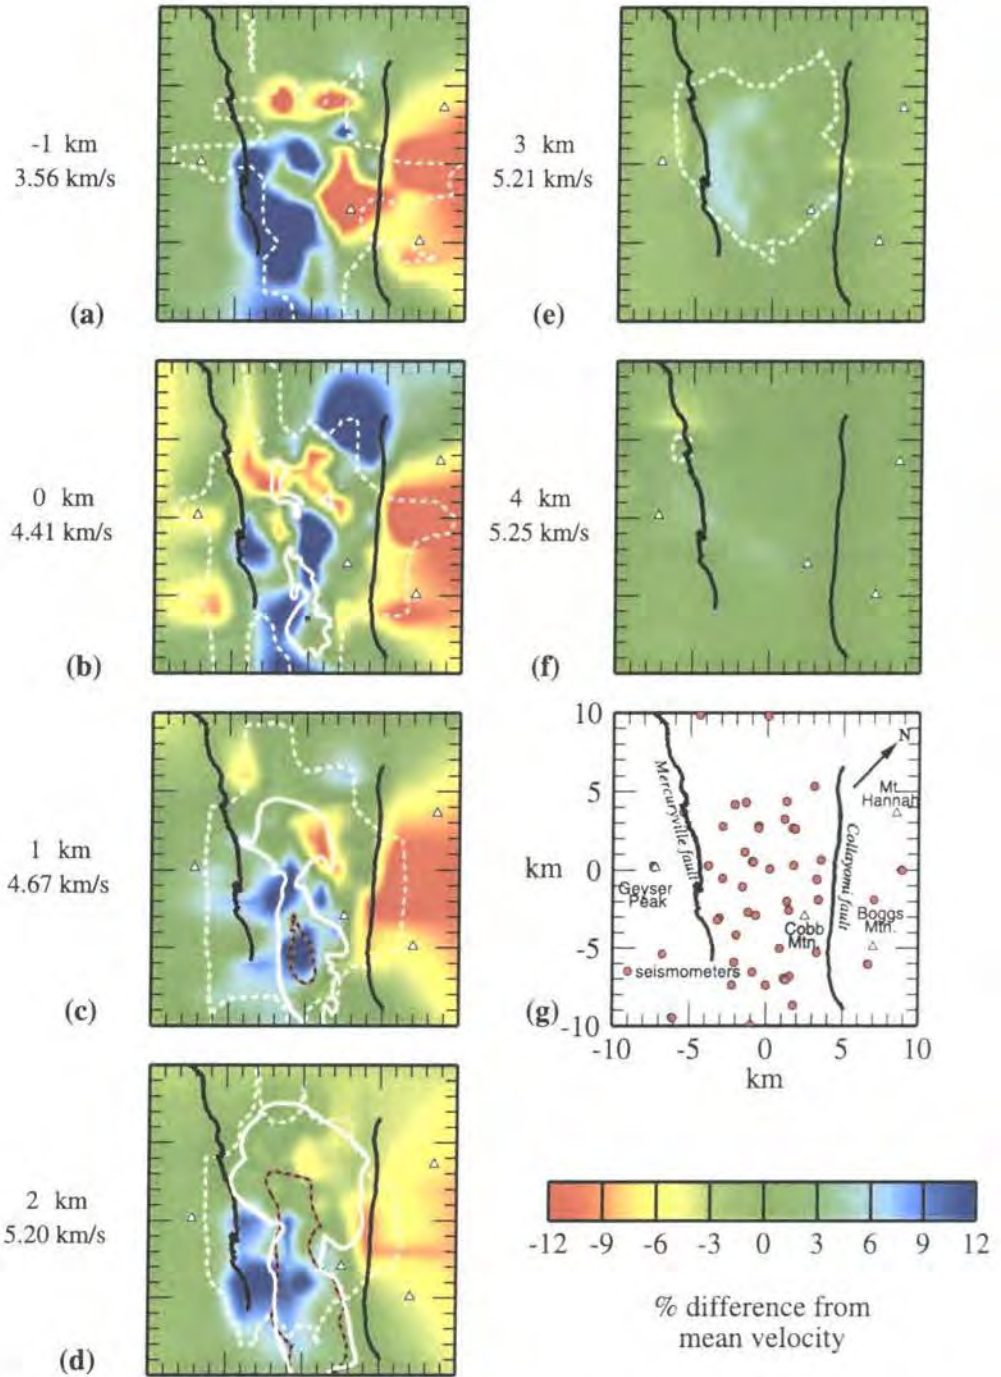 -1 km
3.56 km/s
(a)
3 km
5.21 km/s
(e)
0 km
4.41 km/s
(b)
4 km
5.25 km/s
(f)
1 km
4.67 km/s
(c)
10
5
0
-5
-10
km
Mercuryville fault
Collayomi fault
N
Mt
Hannah
Geyser
Peak
Cobb
Mtn
Boggs
Mtn.
seismometers
(g)
-10 -5 0 5 10
km
2 km
5.20 km/s
(d)
-12 -9 -6 -3 0 3 6 9 12
% difference from
mean velocity